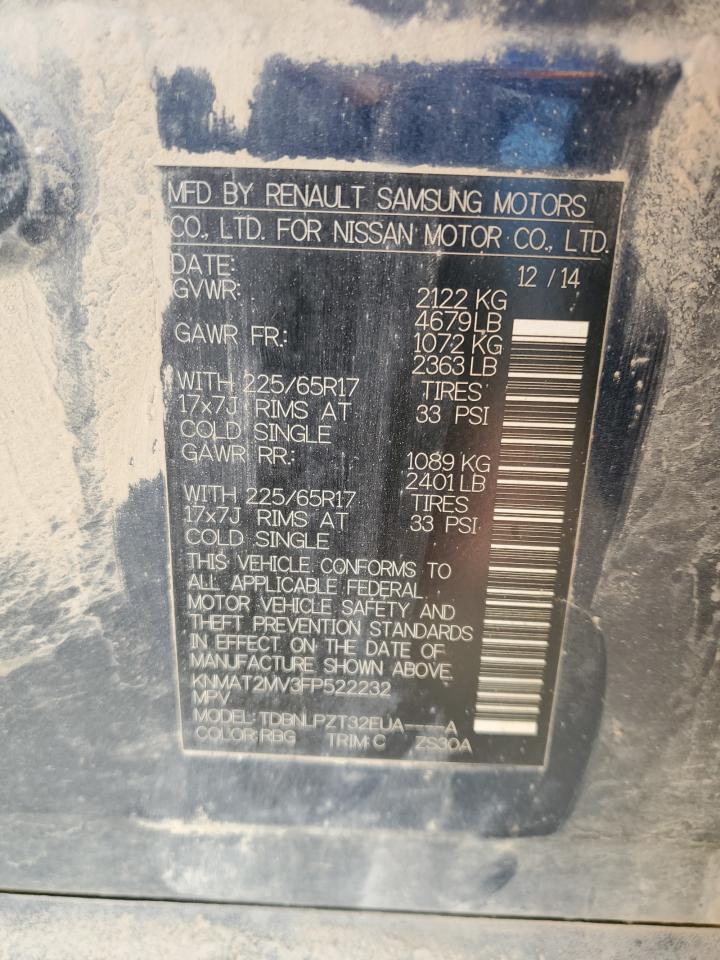 MFD BY RENAULT SAMSUNG MOTORS
CO., LTD. FOR NISSAN MOTOR CO., LTD.
DATE: 12 / 14
GVWR: 2122 KG
4679 LB
GAWR FR.: 1072 KG
2363 LB
WITH 225/65R17 TIRES
17x7J RIMS AT 33 PSI
COLD SINGLE
GAWR RR.: 1089 KG
2401 LB
WITH 225/65R17 TIRES
17x7J RIMS AT 33 PSI
COLD SINGLE
THIS VEHICLE CONFORMS TO
ALL APPLICABLE FEDERAL
MOTOR VEHICLE SAFETY AND
THEFT PREVENTION STANDARDS
IN EFFECT ON THE DATE OF
MANUFACTURE SHOWN ABOVE.
KNMAT2MV3FP522232
MPV
MODEL: TDBNLPZT32EUA----A
COLOR: RBG TRIM: C ZS30A